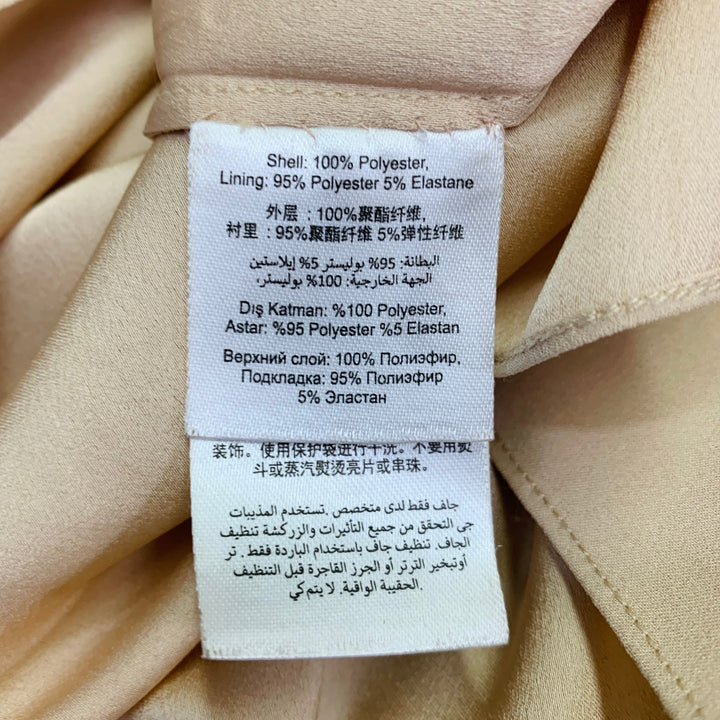 Shell: 100% Polyester,
Lining: 95% Polyester 5% Elastane
外层 : 100%聚酯纤维,
衬里 : 95%聚酯纤维 5%弹性纤维
البطانة: 95% بوليستر 5% إيلاستين
الجهة الخارجية: 100% بوليستر,
Dış Katman: %100 Polyester,
Astar: %95 Polyester %5 Elastan
Верхний слой: 100% Полиэфир,
Подкладка: 95% Полиэфир
5% Эластан
装饰。使用保护袋进行干洗。不要用熨
斗或蒸汽熨烫亮片或串珠。
جاف فقط لدى متخصص .تستخدم المذيبات
جى التحقق من جميع التأثيرات والزركشة تنظيف
الجاف. تنظيف جاف باستخدام الباردة فقط . تر
أوتبخير الترتر أو الجرز القاجرة قبل التنظيف
الحقيبة الواقية. لا يتم كي.